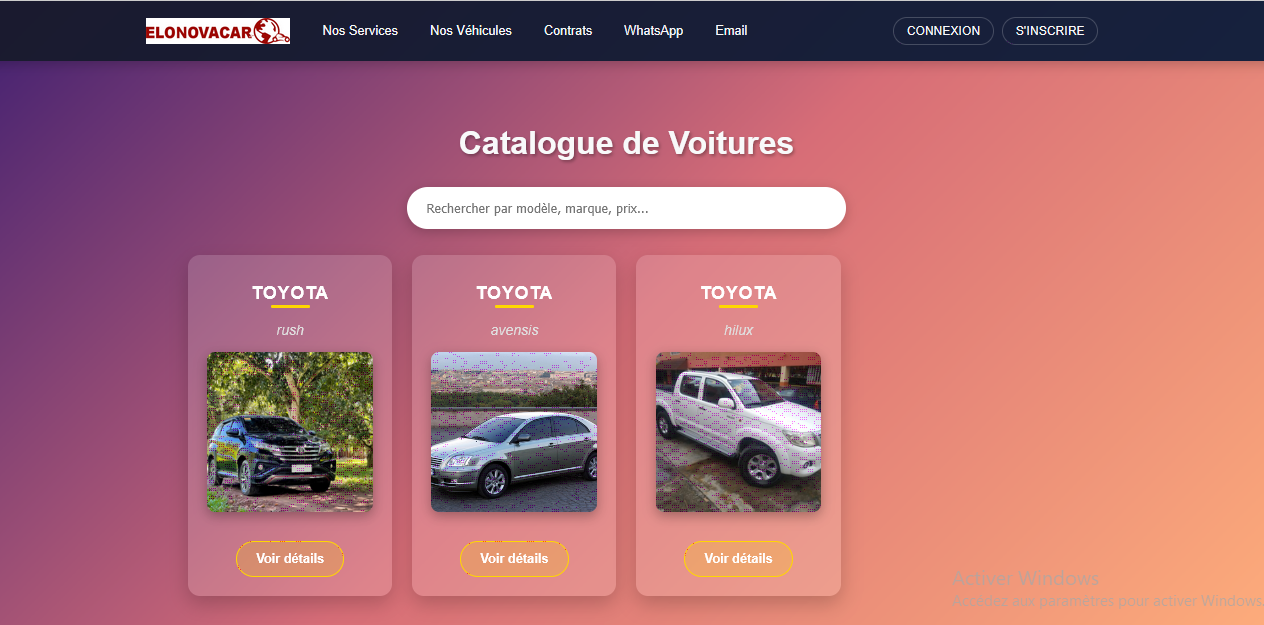 ELONOVACAR
Nos Services
Nos Véhicules
Contrats
WhatsApp
Email
CONNEXION
S'INSCRIRE
Catalogue de Voitures
Rechercher par modèle, marque, prix...
TOYOTA
rush
Voir détails
TOYOTA
avensis
Voir détails
TOYOTA
hilux
Voir détails
Activer Windows
Accédez aux paramètres pour activer Windows.